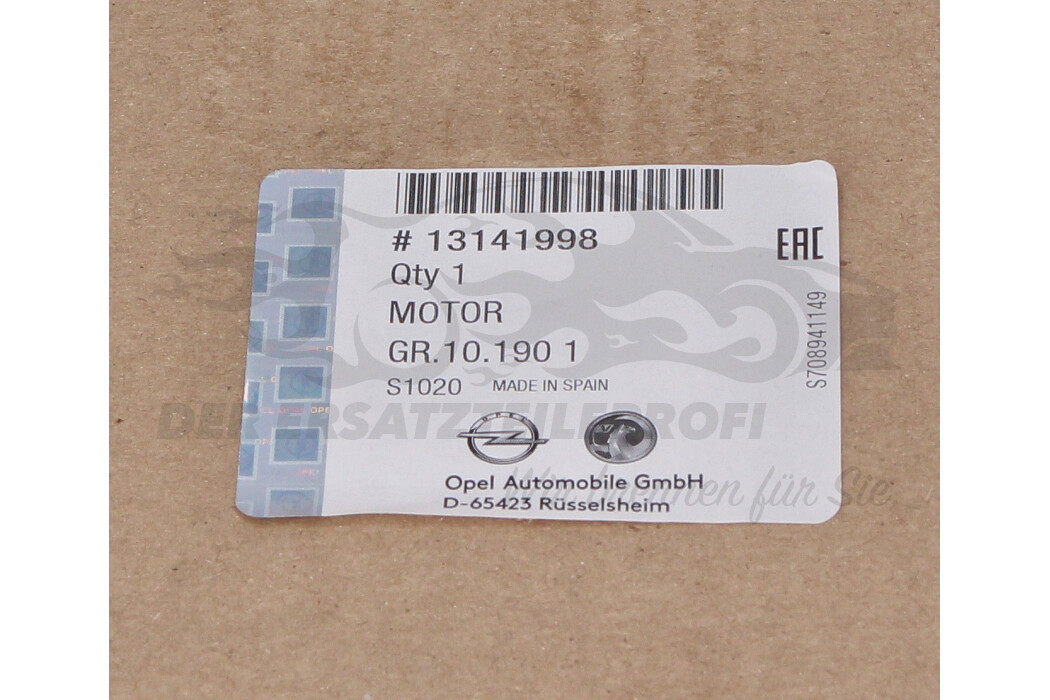 # 13141998
EAC
Qty 1
MOTOR
GR.10.190 1
S1020 MADE IN SPAIN
S708941149
DER ERSATZTEILEPROFI
Opel Automobile GmbH
D-65423 Rüsselsheim
Wir brennen für Sie